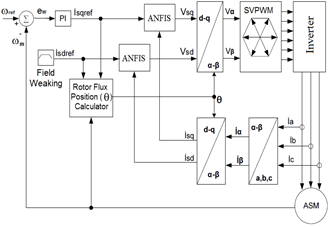 ωref
+
-
ωm
Σ
eω
PI
Isqref
ANFIS
Vsq
d-q
α-β
Vα
SVPWM
Inverter
Isdref
ANFIS
Vsd
Vβ
Field
Weaking
Rotor Flux
Position (θ)
Calculator
θ
Isq
Isd
d-q
α-β
iα
iβ
α-β
a,b,c
ia
ib
ic
ASM